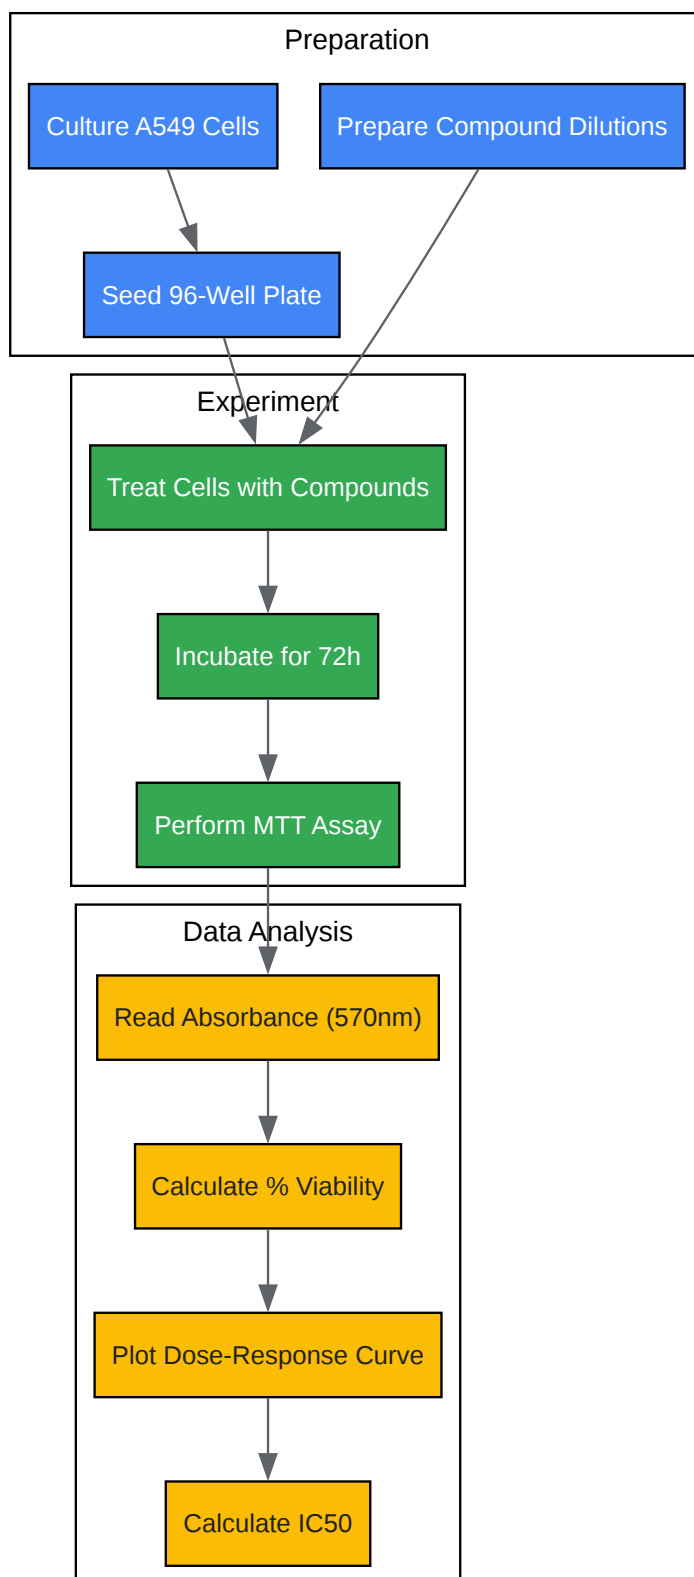 Preparation
Culture A549 Cells
Prepare Compound Dilutions
Seed 96-Well Plate
Experiment
Treat Cells with Compounds
Incubate for 72h
Perform MTT Assay
Data Analysis
Read Absorbance (570nm)
Calculate % Viability
Plot Dose-Response Curve
Calculate IC50